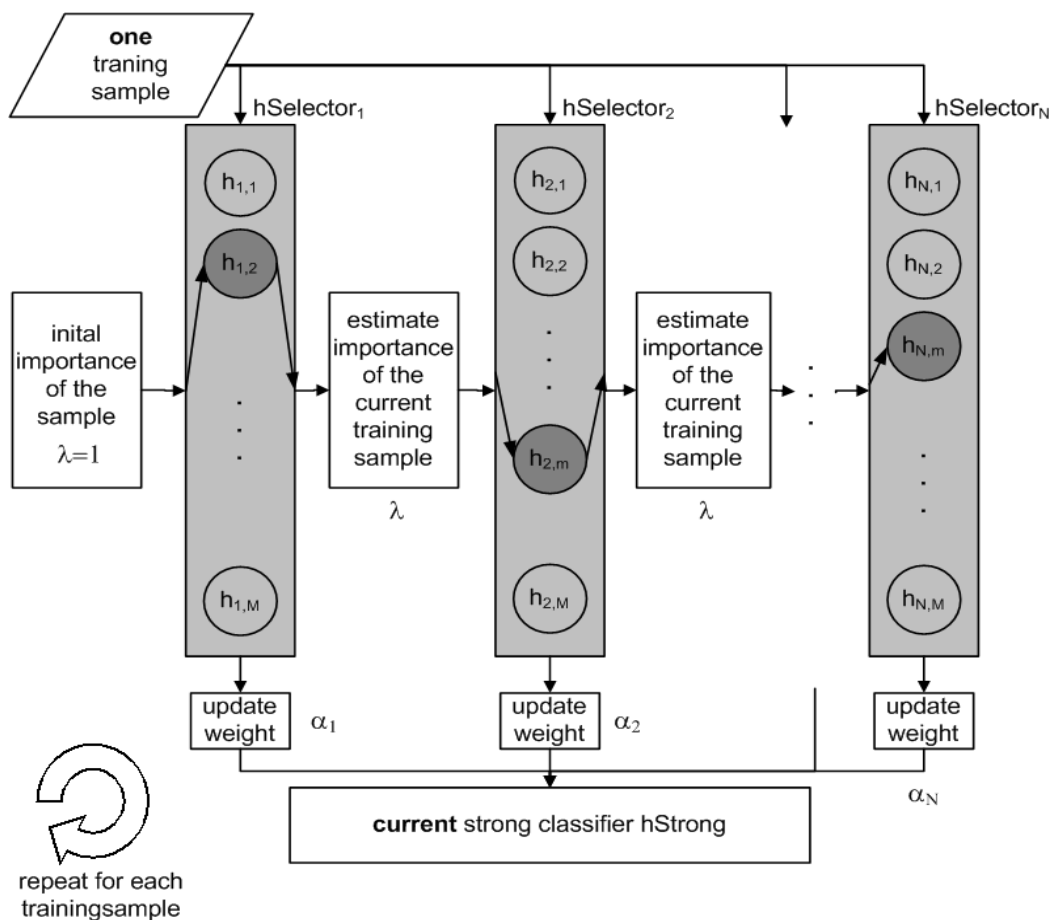 one
traning
sample
hSelector1
hSelector2
hSelectorN
h1,1
h1,2
h1,M
h2,1
h2,2
h2,m
h2,M
hN,1
hN,2
hN,m
hN,M
inital
importance
of the
sample
λ=1
estimate
importance
of the
current
training
sample
λ
estimate
importance
of the
current
training
sample
λ
update
weight
α1
update
weight
α2
update
weight
αN
current strong classifier hStrong
repeat for each
trainingsample